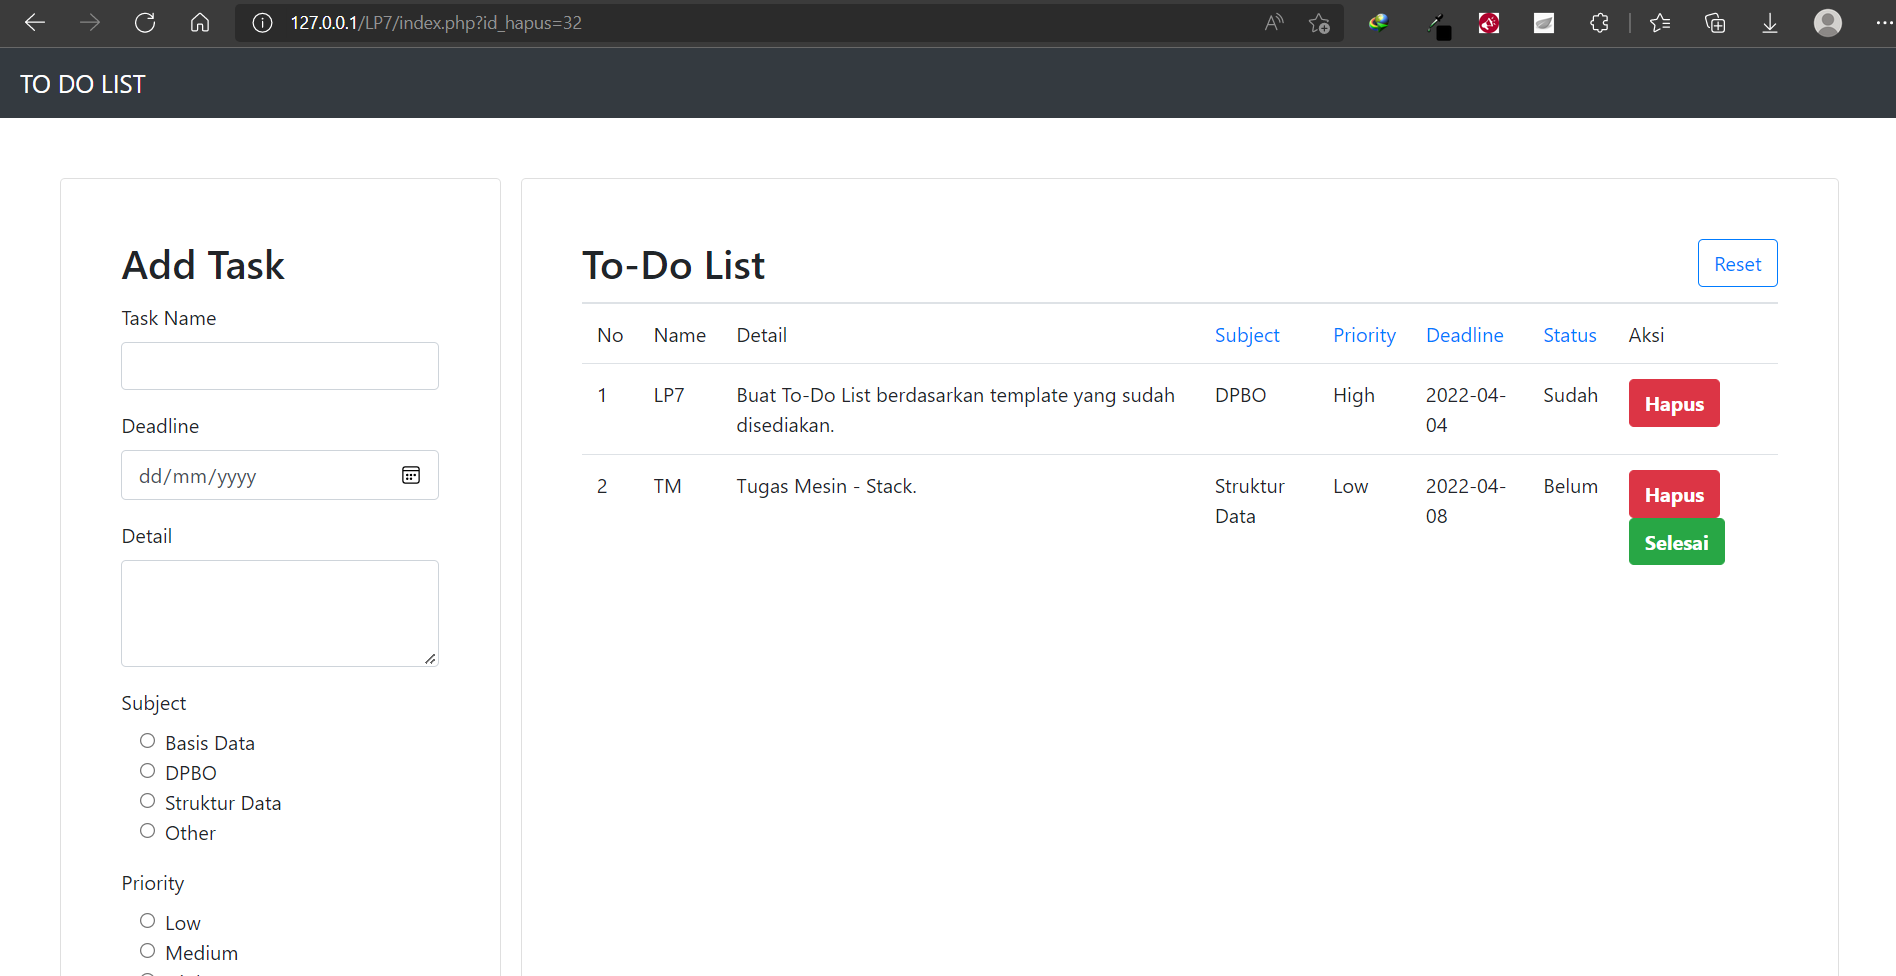 127.0.0.1/LP7/index.php?id_hapus=32
TO DO LIST
Add Task
Task Name
Deadline
dd/mm/yyyy
Detail
Subject
Basis Data
DPBO
Struktur Data
Other
Priority
Low
Medium
To-Do List
Reset
No Name Detail Subject Priority Deadline Status Aksi
1 LP7 Buat To-Do List berdasarkan template yang sudah DPBO High 2022-04- Sudah Hapus
disediakan. 04
2 TM Tugas Mesin - Stack. Struktur Low 2022-04- Belum Hapus
Data 08
Selesai